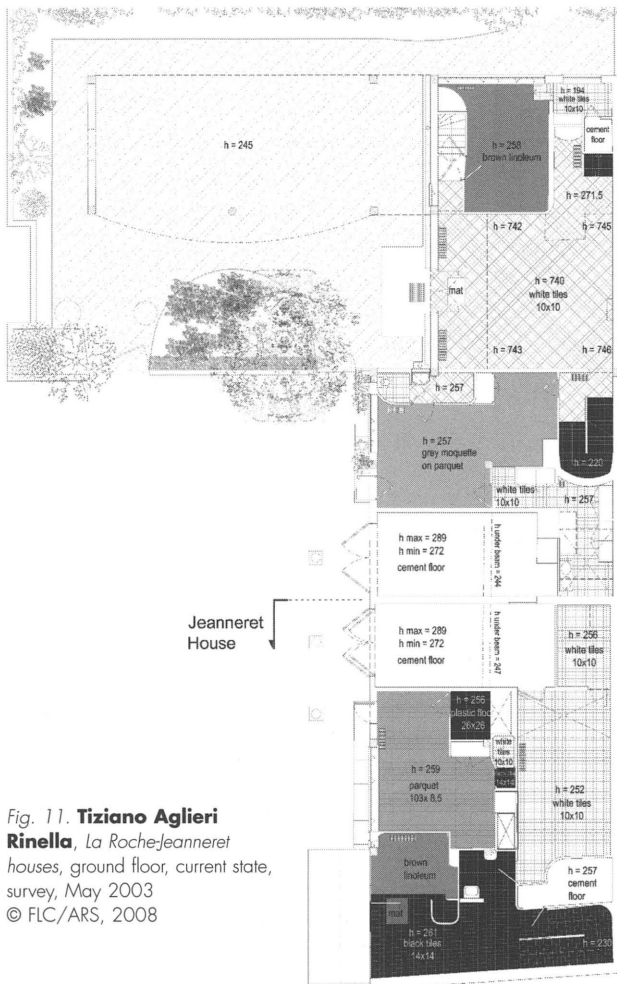 h = 245
h = 194
white tiles
10x10
cement
floor
h = 258
brown linoleum
h = 271.5
h = 742
h = 745
h = 740
white tiles
10x10
mat
h = 743
h = 746
h = 257
h = 257
grey moquette
on parquet
h = 220
white tiles
10x10
h = 257
h max = 289
h min = 272
cement floor
h under beam = 244
Jeanneret
House
h max = 289
h min = 272
cement floor
h under beam = 247
h = 256
white tiles
10x10
h = 256
plastic floor
26x26
white
tiles
10x10
14x14
h = 259
parquet
103x 8,5
h = 252
white tiles
10x10
brown
linoleum
h = 257
cement
floor
mat
h = 261
black tiles
14x14
h = 230
Fig. 11. Tiziano Aglieri
Rinella, La Roche-Jeanneret
houses, ground floor, current state,
survey, May 2003
© FLC/ARS, 2008